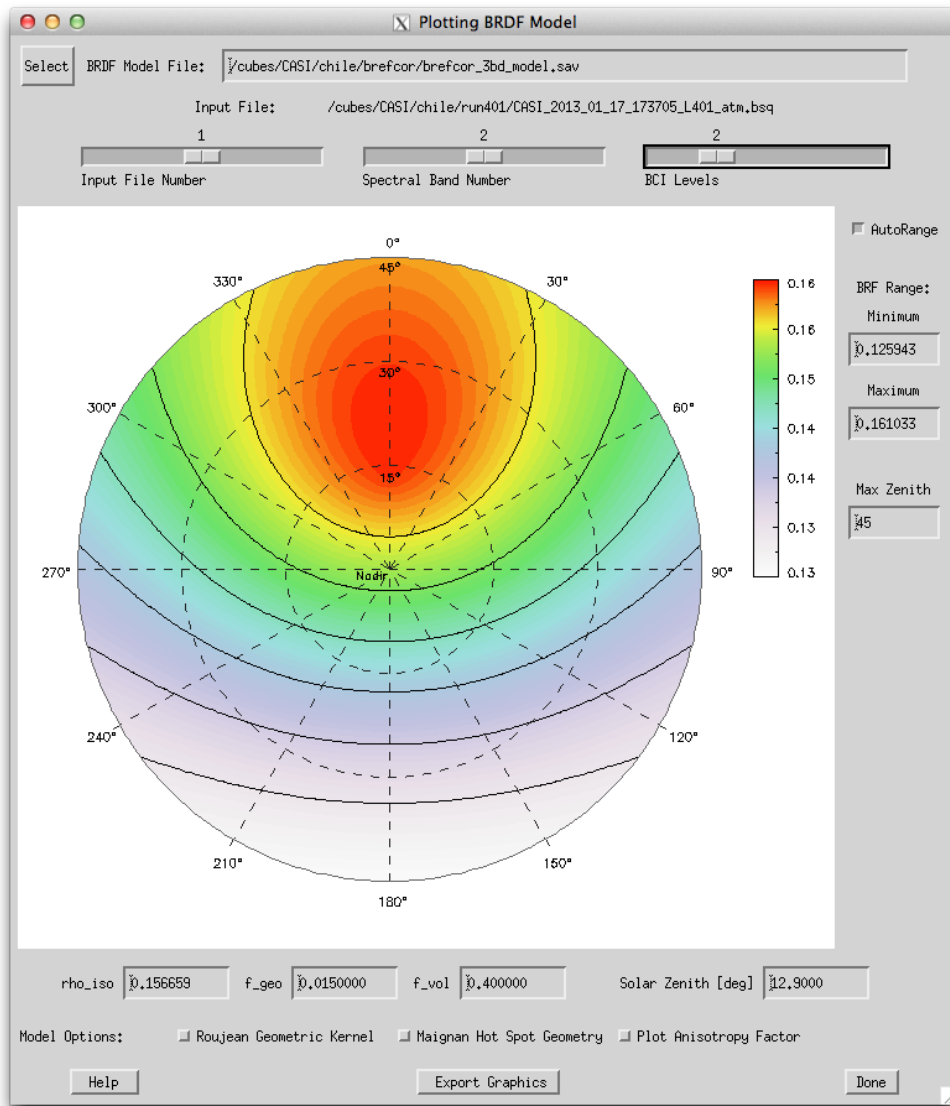 Plotting BRDF Model
Select BRDF Model File: /cubes/CASI/chile/brefcor/brefcor_3bd_model.sav
Input File: /cubes/CASI/chile/run401/CASI_2013_01_17_173705_L401_atm.bsq
1 2 2
Input File Number Spectral Band Number BCI Levels
AutoRange
BRF Range:
Minimum
0.125943
Maximum
0.161033
Max Zenith
45
0°
45°
330° 30°
30°
300° 60°
15°
Nadir
270° 90°
240° 120°
210° 150°
180°
0.16
0.16
0.15
0.14
0.14
0.13
0.13
rho_iso 0.156659 f_geo 0.0150000 f_vol 0.400000 Solar Zenith [deg] 12.9000
Model Options: Roujean Geometric Kernel Maignan Hot Spot Geometry Plot Anisotropy Factor
Help Export Graphics Done